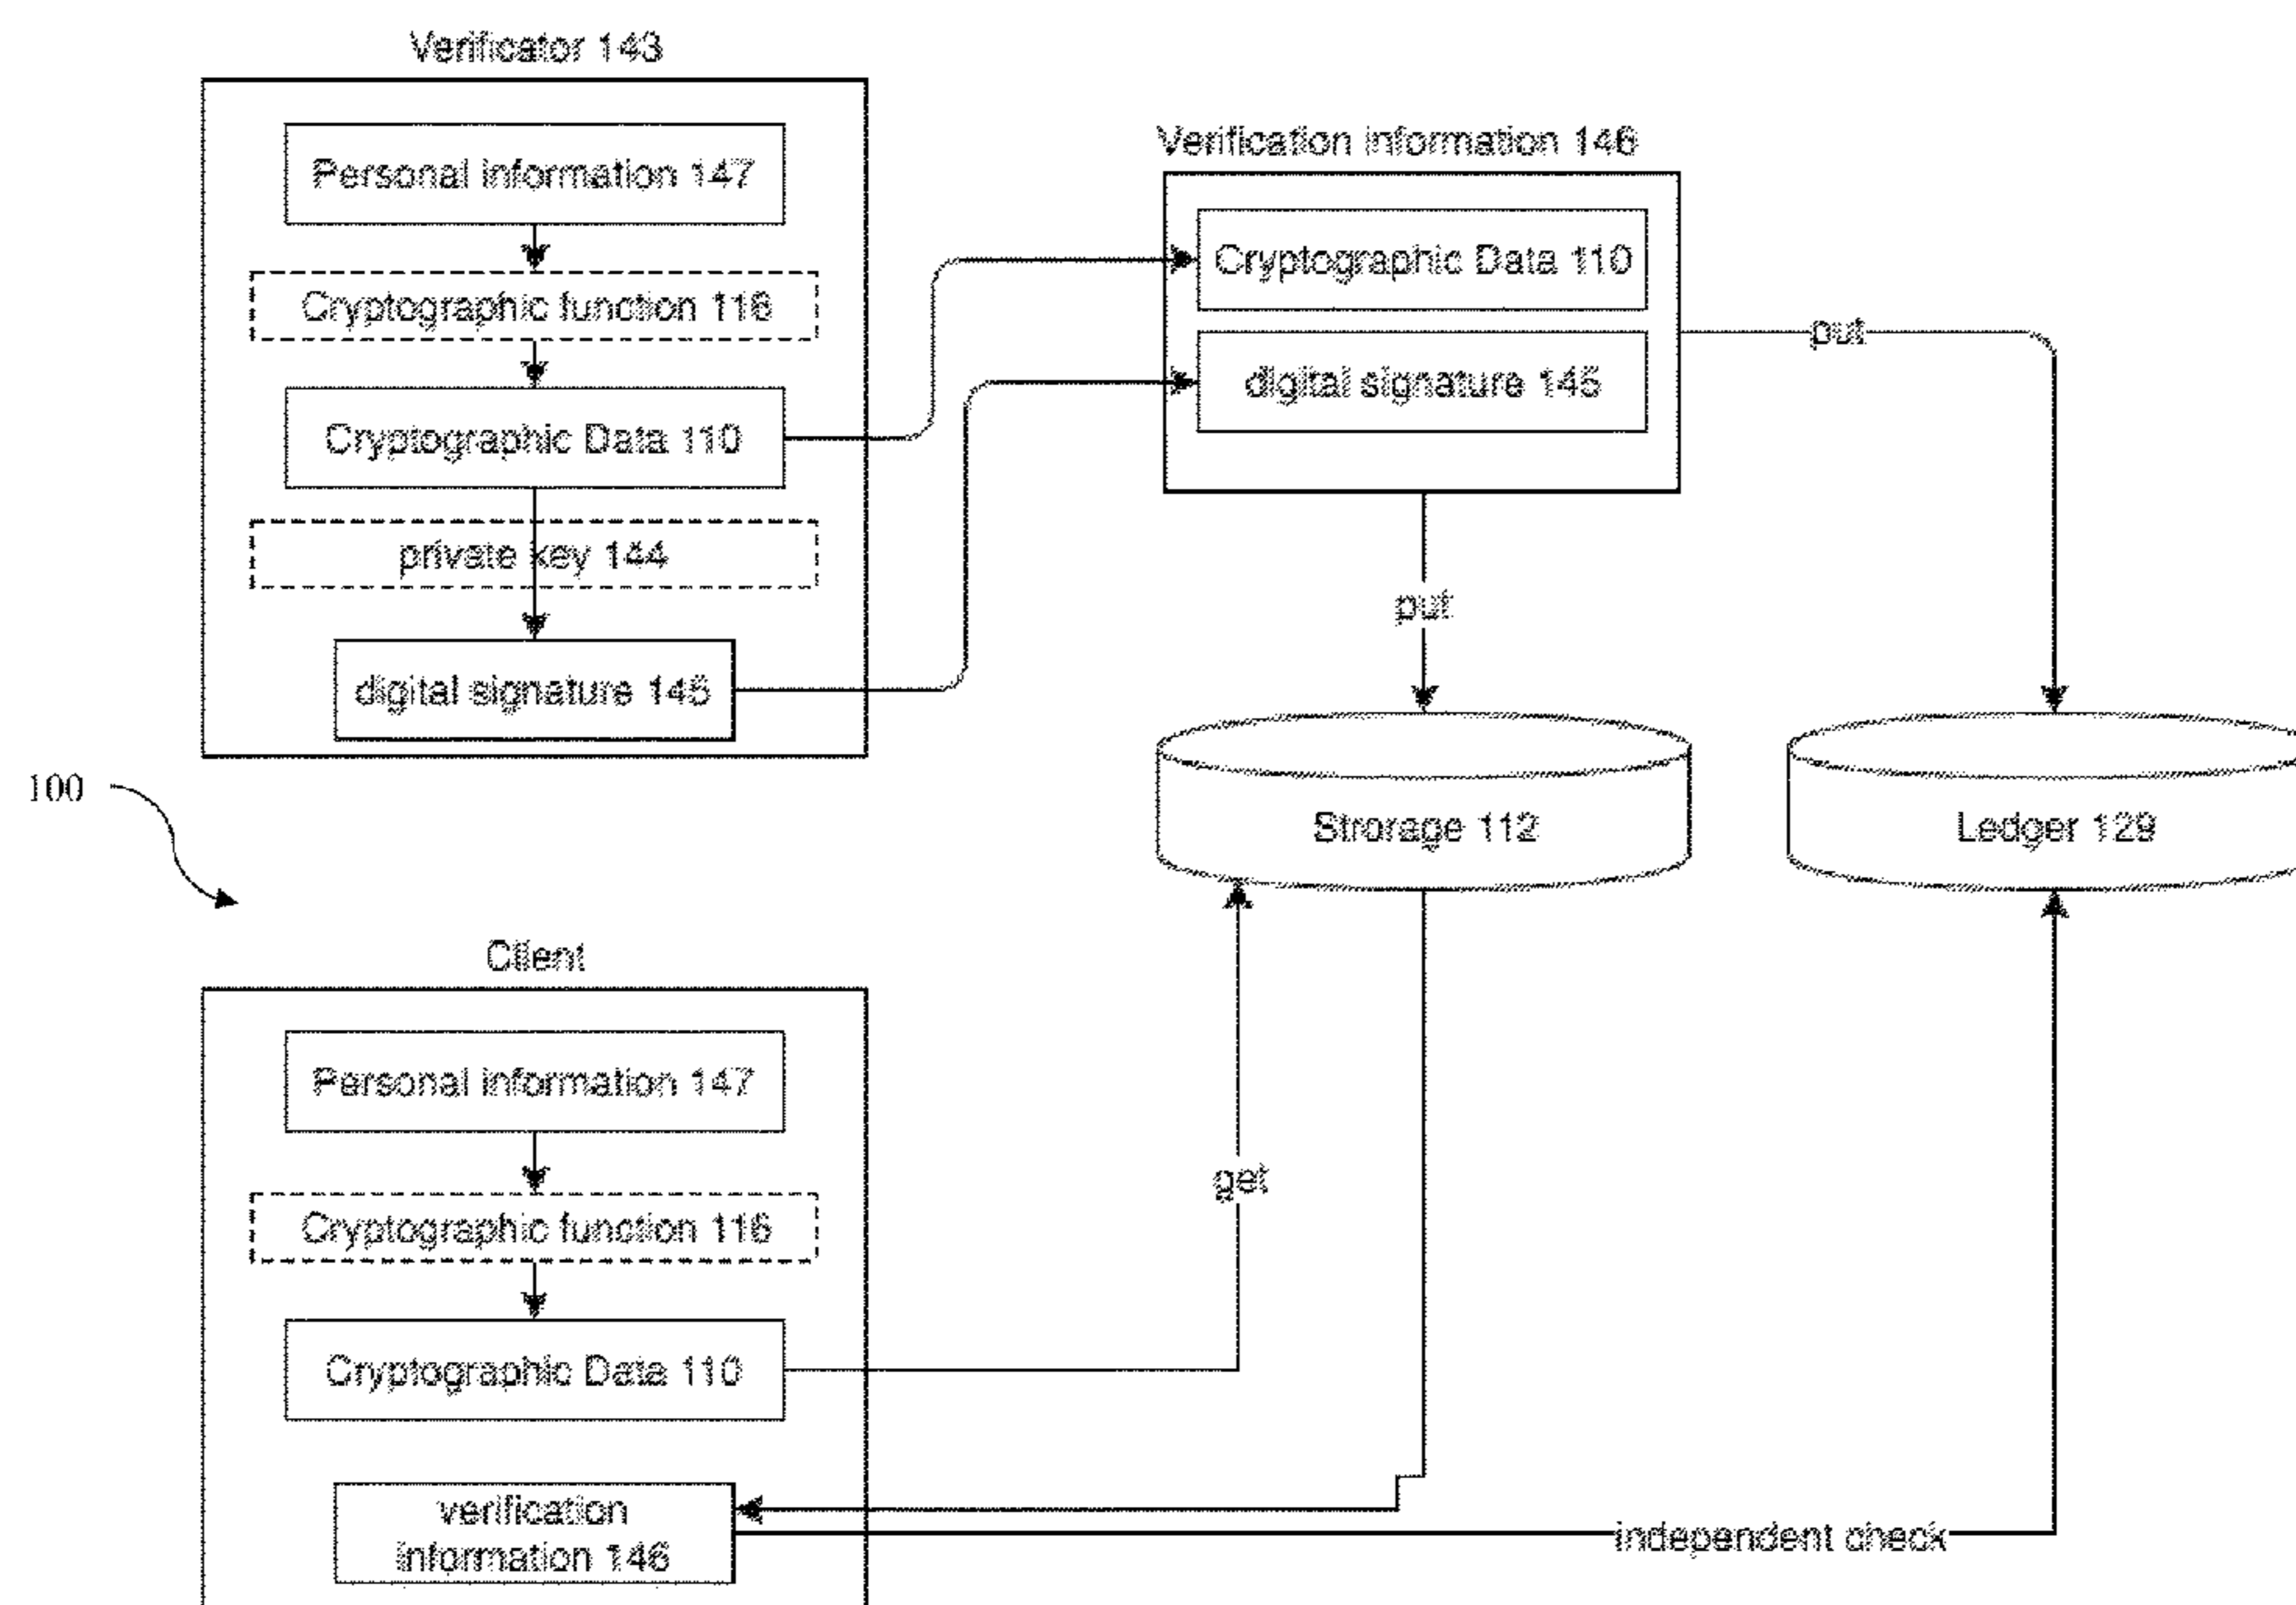 Verificator 143
Personal information 147
Cryptographic function 116
Cryptographic Data 110
private key 144
digital signature 145
Verification information 146
Cryptographic Data 110
digital signature 145
put
put
Strorage 112
Ledger 129
100
Client
Personal information 147
Cryptographic function 116
Cryptographic Data 110
verification
information 146
get
independent check